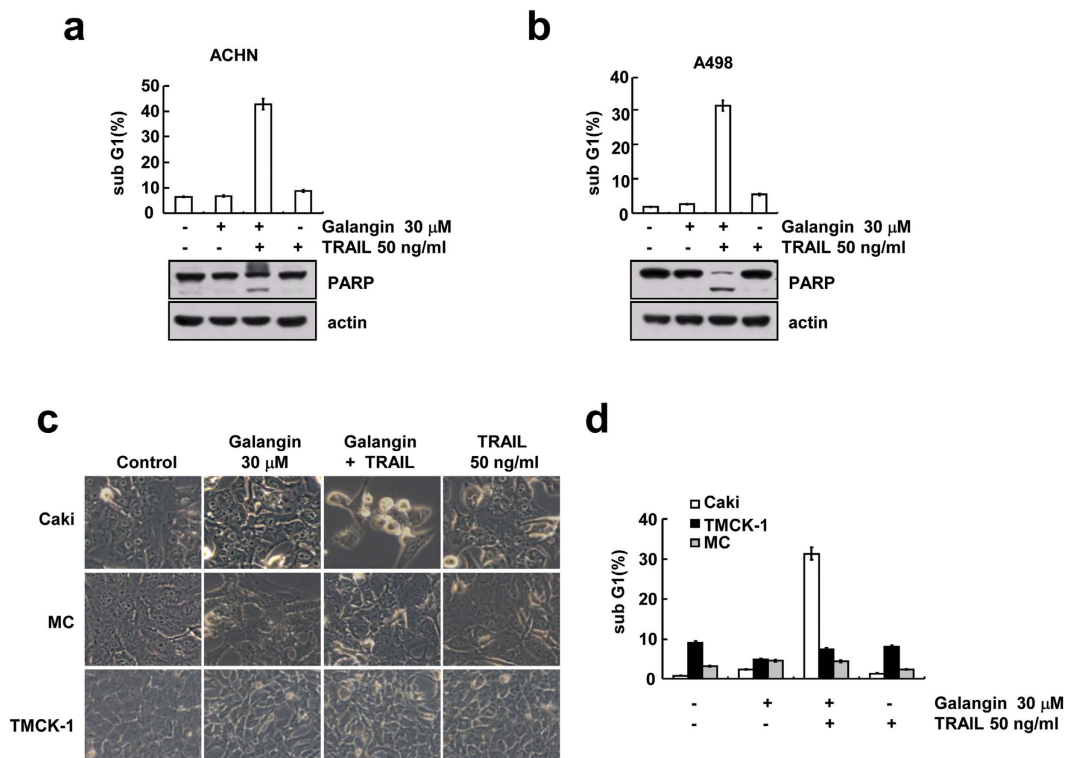 a
ACHN
sub G1(%)
50
40
30
20
10
0
- + + - Galangin 30 μM
- - + + TRAIL 50 ng/ml
PARP
actin
b
A498
sub G1(%)
40
30
20
10
0
- + + - Galangin 30 μM
- - + + TRAIL 50 ng/ml
PARP
actin
c
Control
Galangin
30 μM
Galangin
+ TRAIL
TRAIL
50 ng/ml
Caki
MC
TMCK-1
d
Caki
TMCK-1
MC
sub G1(%)
40
30
20
10
0
- + + - Galangin 30 μM
- - + + TRAIL 50 ng/ml